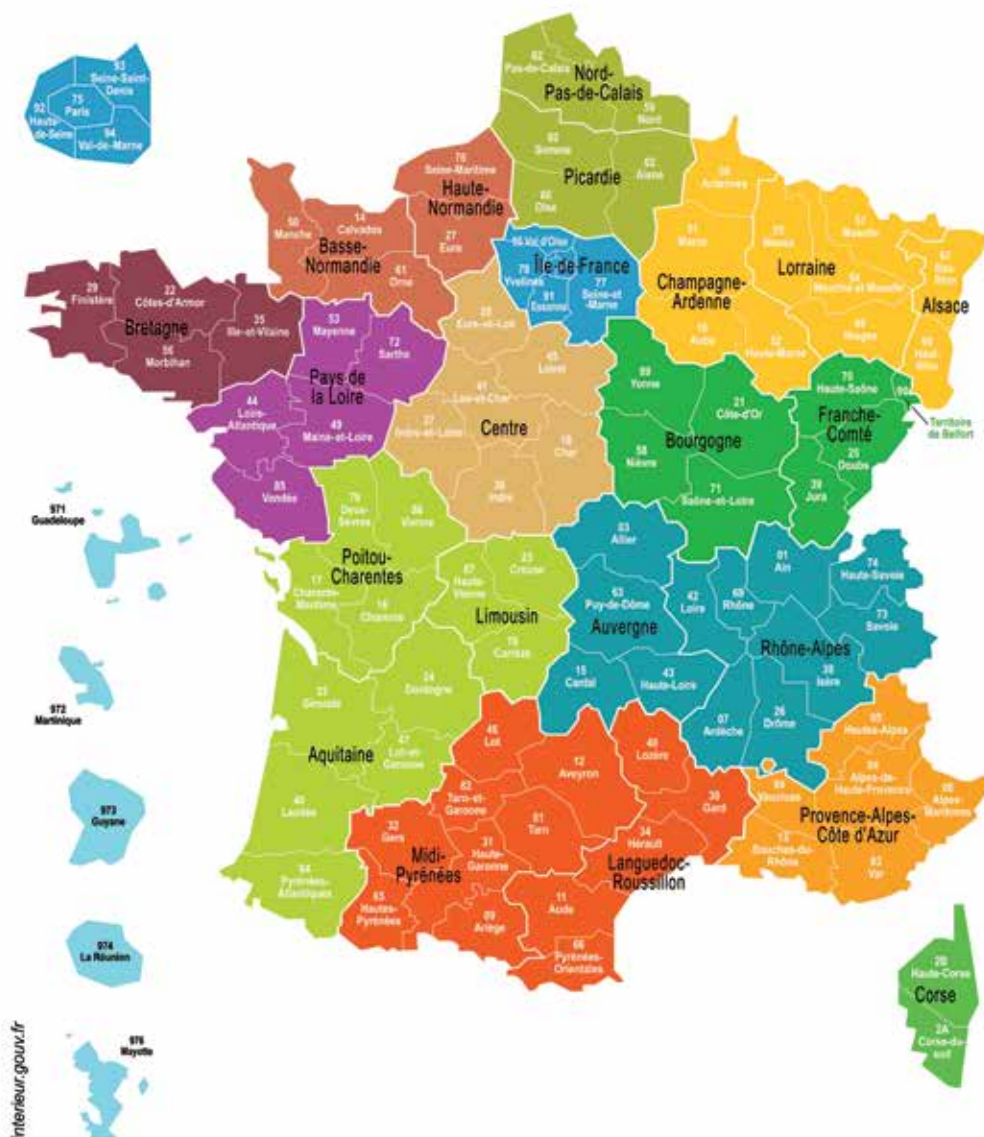 93
Seine-Saint-
Denis
75
Paris
92
Hauts-
de-Seine
94
Val-de-Marne
62
Pas-de-Calais
Nord-
Pas-de-Calais
59
Nord
80
Somme
02
Aisne
Picardie
60
Oise
76
Seine-Maritime
Haute-
Normandie
27
Eure
50
Manche
14
Calvados
Basse-
Normandie
61
Orne
95 Val d'Oise
78
Yvelines
Île-de-France
77
Seine-et-
Marne
91
Essonne
Ardennes
51
Marne
Champagne-
Ardenne
10
Aube
52
Haute-Marne
55
Meuse
57
Moselle
Lorraine
54
Meurthe et Moselle
88
Vosges
67
Bas-
Rhin
Alsace
68
Haut-
Rhin
29
Finistère
22
Côtes-d'Armor
Bretagne
35
Ille-et-Vilaine
56
Morbihan
53
Mayenne
72
Sarthe
Pays de
la Loire
44
Loire-
Atlantique
49
Maine-et-Loire
85
Vendée
28
Eure-et-Loir
45
Loiret
41
Loir-et-Cher
37
Indre-et-Loire
Centre
18
Cher
36
Indre
89
Yonne
21
Côte-d'Or
Bourgogne
58
Nièvre
71
Saône-et-Loire
70
Haute-Saône
90
Territoire
de Belfort
Franche-
Comté
25
Doubs
39
Jura
971
Guadeloupe
79
Deux-
Sèvres
86
Vienne
Poitou-
Charentes
17
Charente-
Maritime
16
Charente
87
Haute-
Vienne
23
Creuse
Limousin
19
Corrèze
03
Allier
63
Puy-de-Dôme
Auvergne
15
Cantal
43
Haute-Loire
42
Loire
69
Rhône
01
Ain
74
Haute-Savoie
73
Savoie
Rhône-Alpes
38
Isère
26
Drôme
07
Ardèche
972
Martinique
33
Gironde
24
Dordogne
47
Lot-et-
Garonne
Aquitaine
40
Landes
64
Pyrénées-
Atlantiques
46
Lot
12
Aveyron
82
Tarn-et-
Garonne
81
Tarn
32
Gers
31
Haute-
Garonne
Midi-
Pyrénées
65
Hautes-
Pyrénées
09
Ariège
48
Lozère
30
Gard
34
Hérault
Languedoc-
Roussillon
11
Aude
66
Pyrénées-
Orientales
05
Hautes-Alpes
04
Alpes-de-
Haute-Provence
06
Alpes-
Maritimes
84
Vaucluse
Provence-Alpes-
Côte d'Azur
13
Bouches-du-
Rhône
83
Var
973
Guyane
974
La Réunion
976
Mayotte
2B
Haute-Corse
Corse
2A
Corse-du-
sud
interieur.gouv.fr